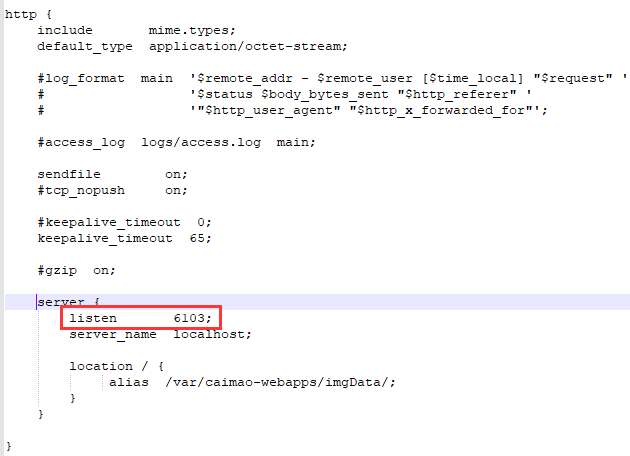 http {
    include       mime.types;
    default_type  application/octet-stream;

    #log_format  main  '$remote_addr - $remote_user [$time_local] "$request" '
    #                  '$status $body_bytes_sent "$http_referer" '
    #                  '"$http_user_agent" "$http_x_forwarded_for"';

    #access_log  logs/access.log  main;

    sendfile        on;
    #tcp_nopush     on;

    #keepalive_timeout  0;
    keepalive_timeout  65;

    #gzip  on;

    server {
        listen       6103;
        server_name  localhost;

        location / {
             alias  /var/caimao-webapps/imgData/;
        }
    }

}